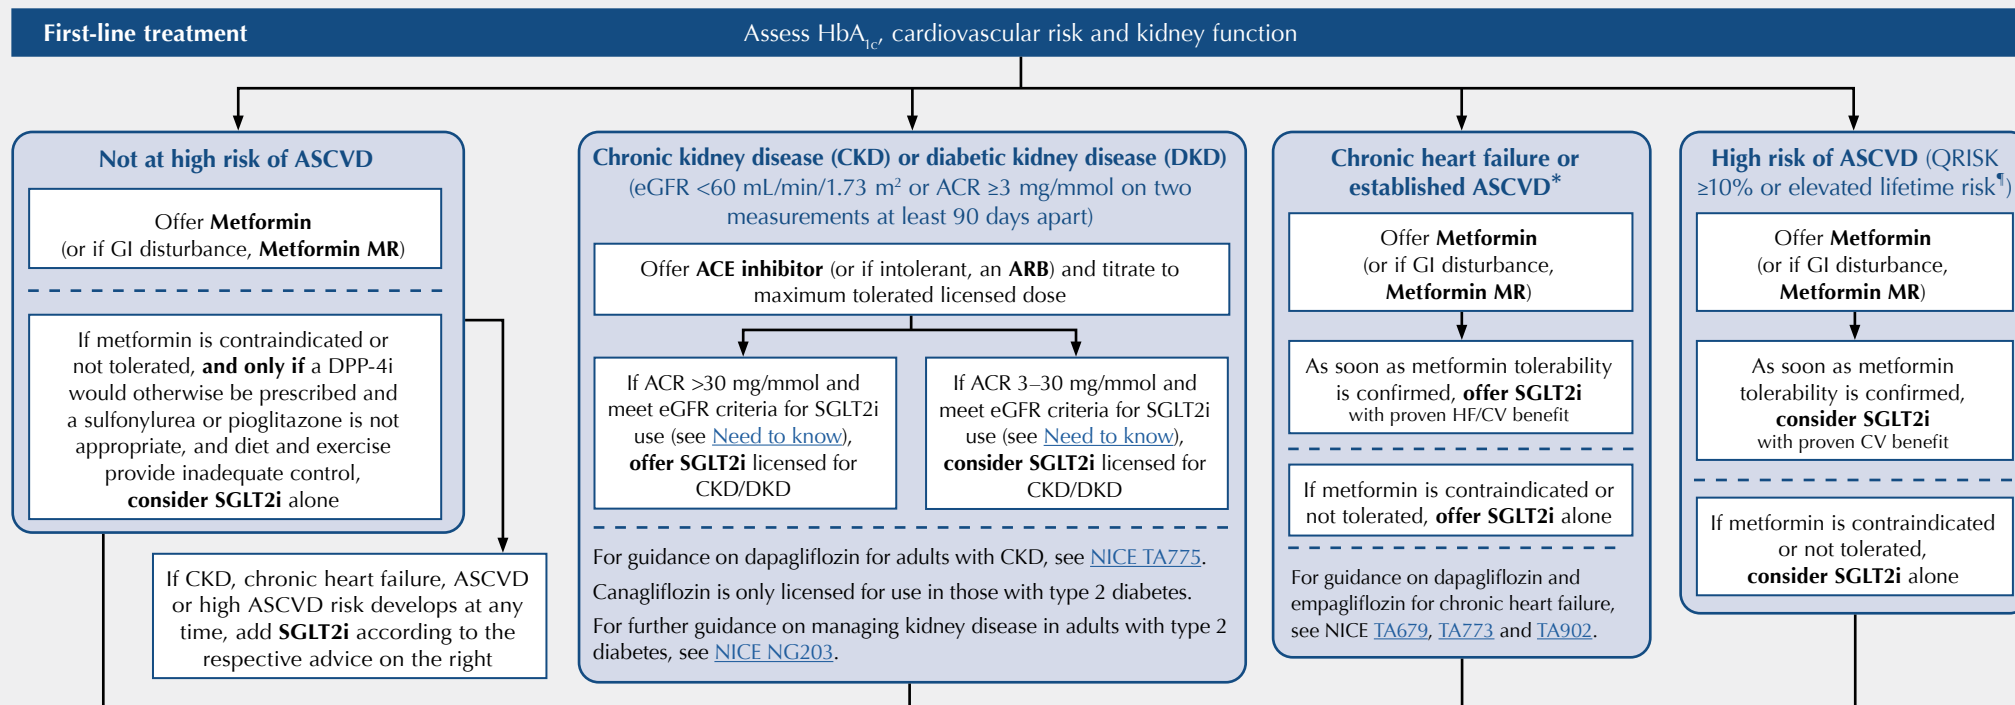 First-line treatment
Assess HbA1c, cardiovascular risk and kidney function
Not at high risk of ASCVD
Offer Metformin
(or if GI disturbance, Metformin MR)
If metformin is contraindicated or
not tolerated, and only if a DPP-4i
would otherwise be prescribed and
a sulfonylurea or pioglitazone is not
appropriate, and diet and exercise
provide inadequate control,
consider SGLT2i alone
If CKD, chronic heart failure, ASCVD
or high ASCVD risk develops at any
time, add SGLT2i according to the
respective advice on the right
Chronic kidney disease (CKD) or diabetic kidney disease (DKD)
(eGFR <60 mL/min/1.73 m² or ACR ≥3 mg/mmol on two
measurements at least 90 days apart)
Offer ACE inhibitor (or if intolerant, an ARB) and titrate to
maximum tolerated licensed dose
If ACR >30 mg/mmol and
meet eGFR criteria for SGLT2i
use (see Need to know),
offer SGLT2i licensed for
CKD/DKD
If ACR 3–30 mg/mmol and
meet eGFR criteria for SGLT2i
use (see Need to know),
consider SGLT2i licensed for
CKD/DKD
For guidance on dapagliflozin for adults with CKD, see NICE TA775.
Canagliflozin is only licensed for use in those with type 2 diabetes.
For further guidance on managing kidney disease in adults with type 2
diabetes, see NICE NG203.
Chronic heart failure or
established ASCVD*
Offer Metformin
(or if GI disturbance,
Metformin MR)
As soon as metformin tolerability
is confirmed, offer SGLT2i
with proven HF/CV benefit
If metformin is contraindicated or
not tolerated, offer SGLT2i alone
For guidance on dapagliflozin and
empagliflozin for chronic heart failure,
see NICE TA679, TA773 and TA902.
High risk of ASCVD (QRISK
≥10% or elevated lifetime risk¶)
Offer Metformin
(or if GI disturbance,
Metformin MR)
As soon as metformin
tolerability is confirmed,
consider SGLT2i
with proven CV benefit
If metformin is contraindicated
or not tolerated,
consider SGLT2i alone